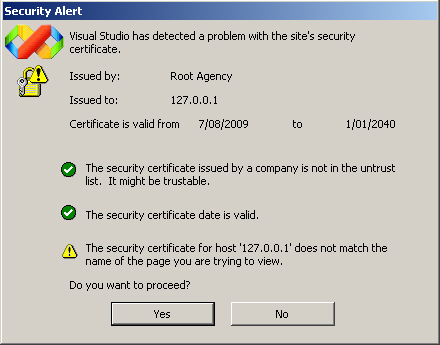 Security Alert
Visual Studio has detected a problem with the site's security
certificate.
Issued by: Root Agency
Issued to: 127.0.0.1
Certificate is valid from 7/08/2009 to 1/01/2040
The security certificate issued by a company is not in the untrust
list. It might be trustable.
The security certificate date is valid.
The security certificate for host '127.0.0.1' does not match the
name of the page you are trying to view.
Do you want to proceed?
Yes No